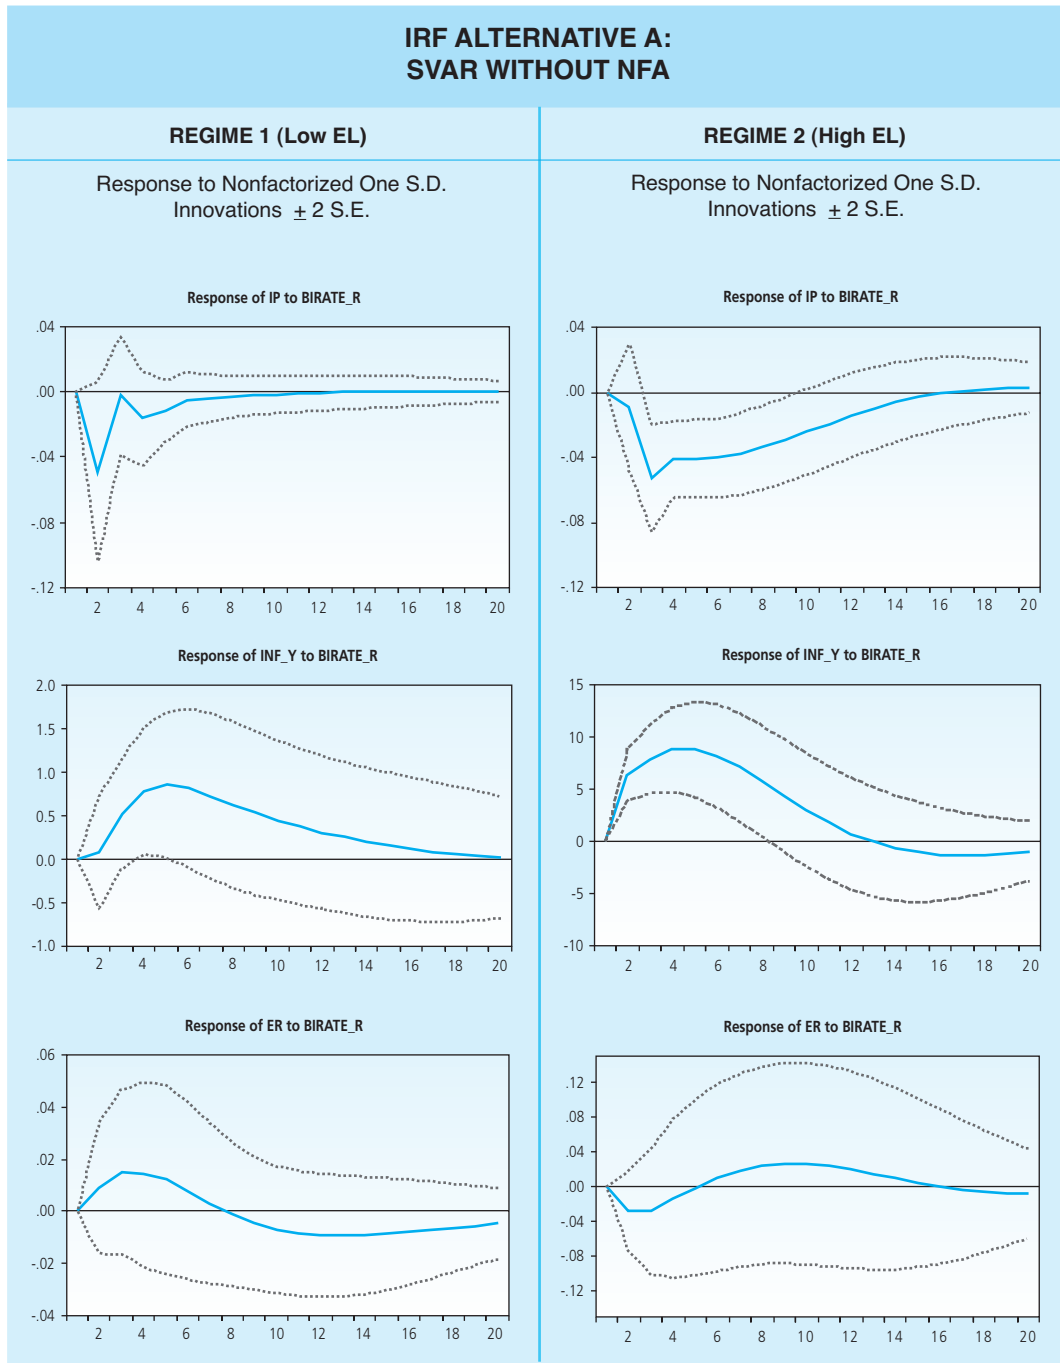 IRF ALTERNATIVE A:
SVAR WITHOUT NFA
REGIME 1 (Low EL)
Response to Nonfactorized One S.D.
Innovations ± 2 S.E.
Response of IP to BIRATE_R
.04
.00
-.04
-.08
-.12
2 4 6 8 10 12 14 16 18 20
Response of INF_Y to BIRATE_R
2.0
1.5
1.0
0.5
0.0
-0.5
-1.0
2 4 6 8 10 12 14 16 18 20
Response of ER to BIRATE_R
.06
.04
.02
.00
-.02
-.04
2 4 6 8 10 12 14 16 18 20
REGIME 2 (High EL)
Response to Nonfactorized One S.D.
Innovations ± 2 S.E.
Response of IP to BIRATE_R
.04
.00
-.04
-.08
-.12
2 4 6 8 10 12 14 16 18 20
Response of INF_Y to BIRATE_R
15
10
5
0
-5
-10
2 4 6 8 10 12 14 16 18 20
Response of ER to BIRATE_R
.12
.08
.04
.00
-.04
-.08
-.12
2 4 6 8 10 12 14 16 18 20